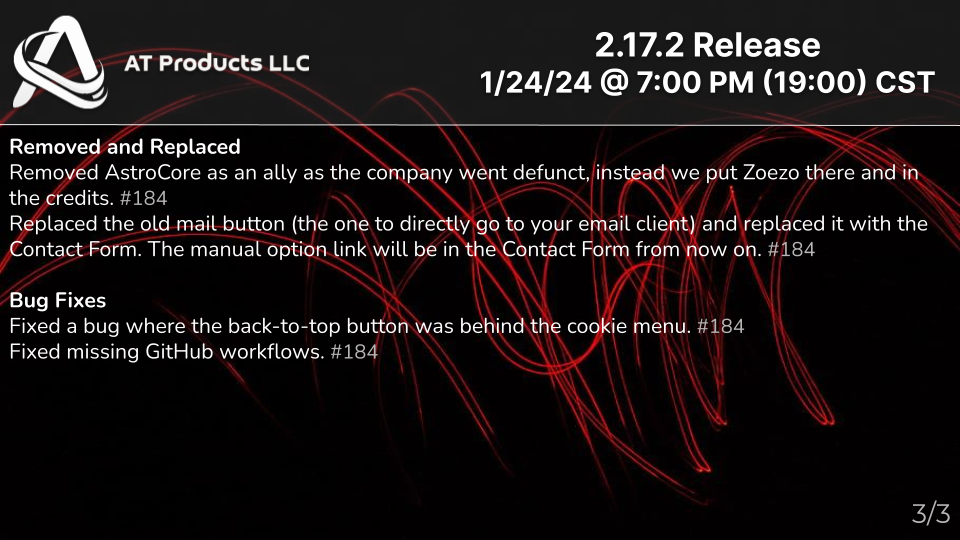 AT Products LLC
2.17.2 Release
1/24/24 @ 7:00 PM (19:00) CST
Removed and Replaced
Removed AstroCore as an ally as the company went defunct, instead we put Zoezo there and in
the credits. #184
Replaced the old mail button (the one to directly go to your email client) and replaced it with the
Contact Form. The manual option link will be in the Contact Form from now on. #184
Bug Fixes
Fixed a bug where the back-to-top button was behind the cookie menu. #184
Fixed missing GitHub workflows. #184
3/3